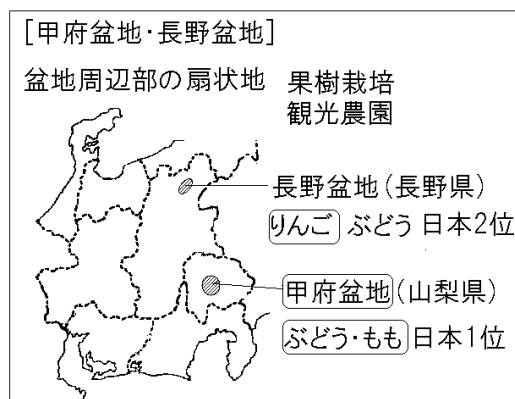 [甲府盆地・長野盆地]
盆地周辺部の扇状地 果樹栽培
観光農園
長野盆地(長野県)
りんご ぶどう 日本2位
甲府盆地(山梨県)
ぶどう・もも 日本1位